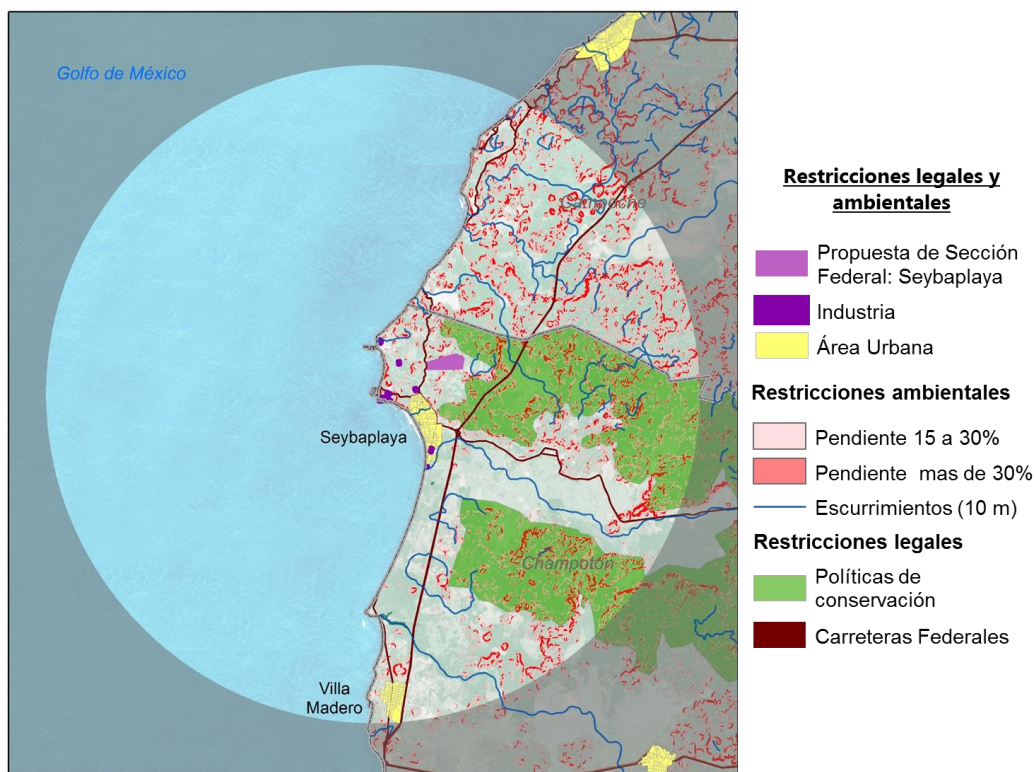 Golfo de México
Campeche
Seybaplaya
Champotón
Villa
Madero
Restricciones legales y
ambientales
Propuesta de Sección
Federal: Seybaplaya
Industria
Área Urbana
Restricciones ambientales
Pendiente 15 a 30%
Pendiente mas de 30%
Escurrimientos (10 m)
Restricciones legales
Políticas de
conservación
Carreteras Federales